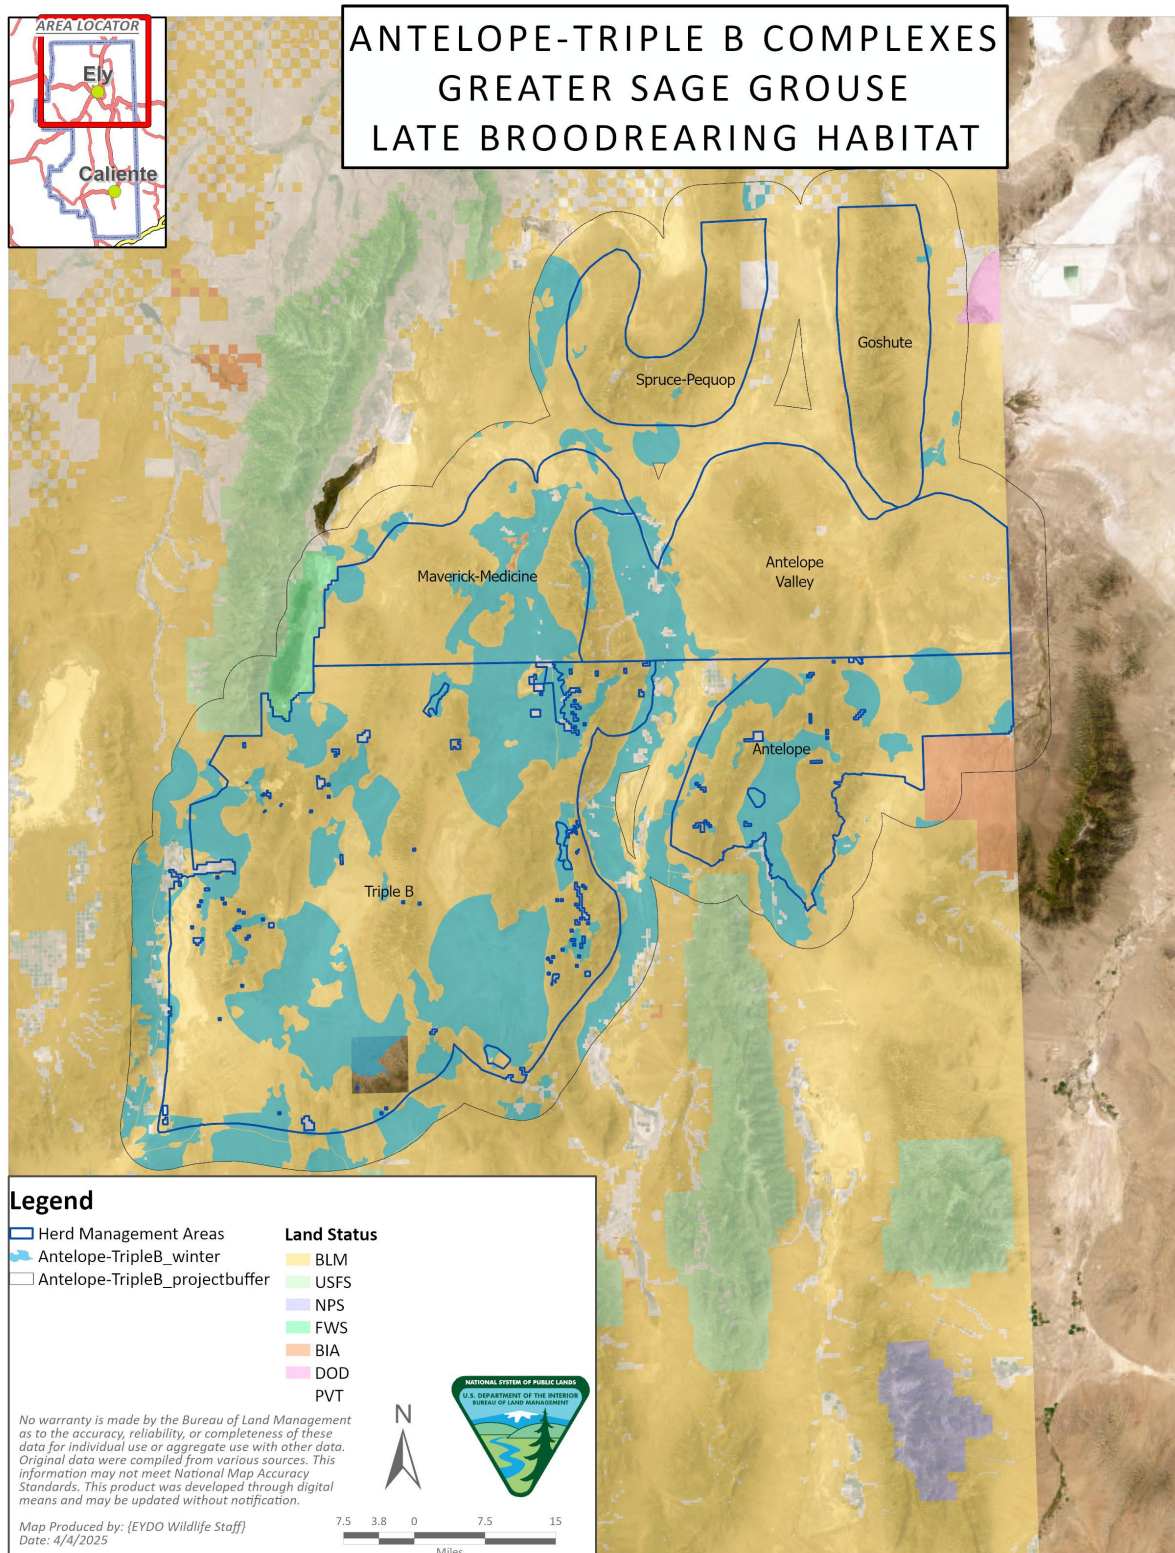 AREA LOCATOR
Ely
Caliente
ANTELOPE-TRIPLE B COMPLEXES
GREATER SAGE GROUSE
LATE BROODREARING HABITAT
Goshute
Spruce-Pequop
Maverick-Medicine
Antelope
Valley
Antelope
Triple B
Legend
Herd Management Areas
Antelope-TripleB_winter
Antelope-TripleB_projectbuffer
Land Status
BLM
USFS
NPS
FWS
BIA
DOD
PVT
No warranty is made by the Bureau of Land Management
as to the accuracy, reliability, or completeness of these
data for individual use or aggregate use with other data.
Original data were compiled from various sources. This
information may not meet National Map Accuracy
Standards. This product was developed through digital
means and may be updated without notification.
Map Produced by: {EYDO Wildlife Staff}
Date: 4/4/2025
N
NATIONAL SYSTEM OF PUBLIC LANDS
U.S. DEPARTMENT OF THE INTERIOR
BUREAU OF LAND MANAGEMENT
7.5 3.8 0 7.5 15
Miles